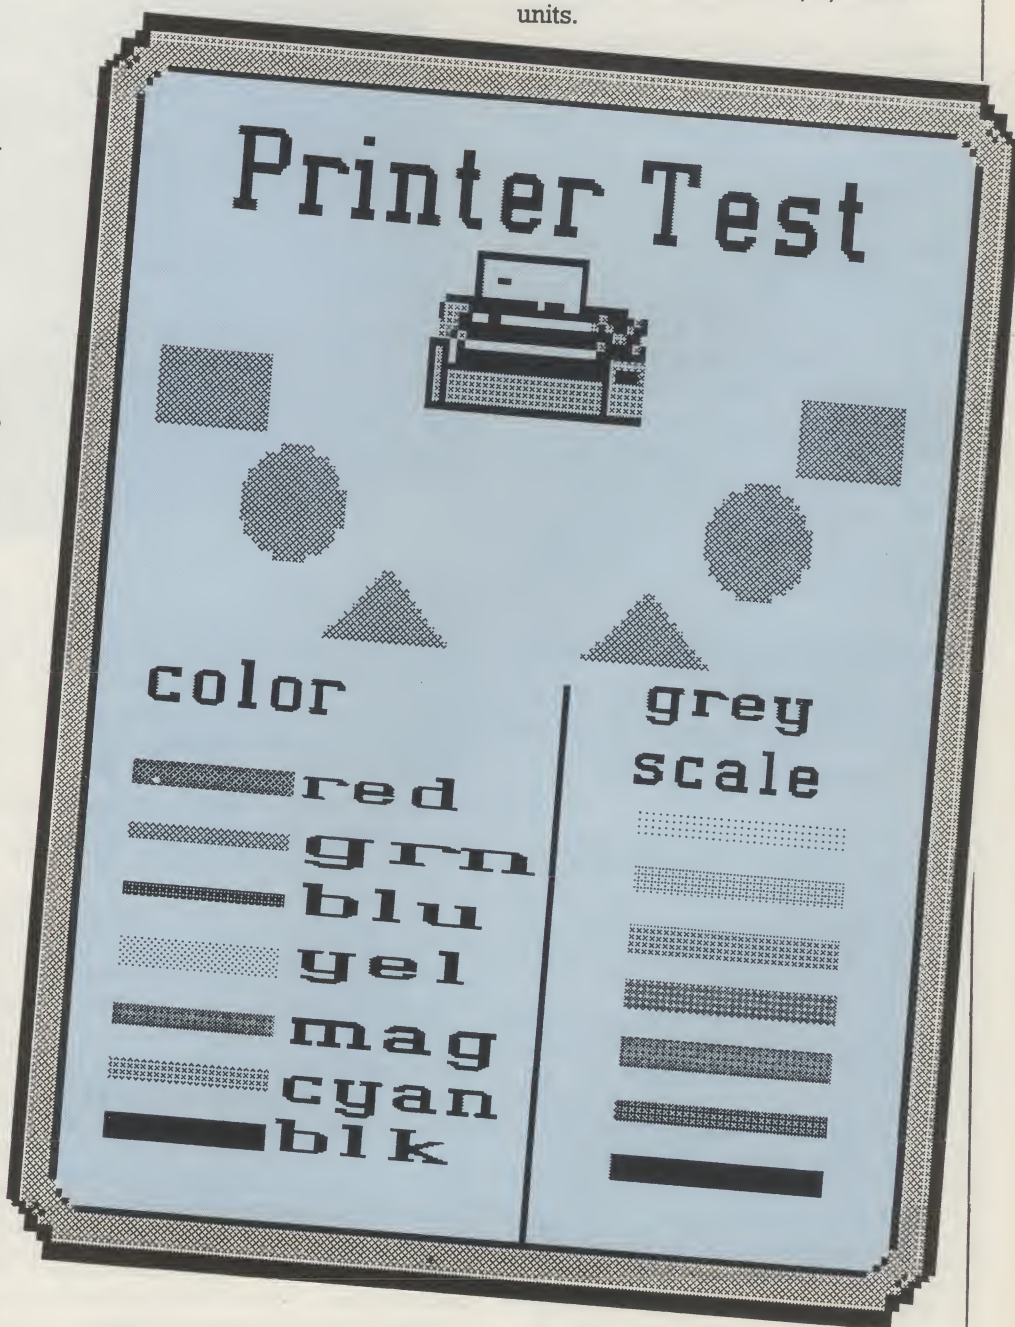 units.
Printer Test
color
red
grn
blu
yel
mag
cyan
blk
grey
scale